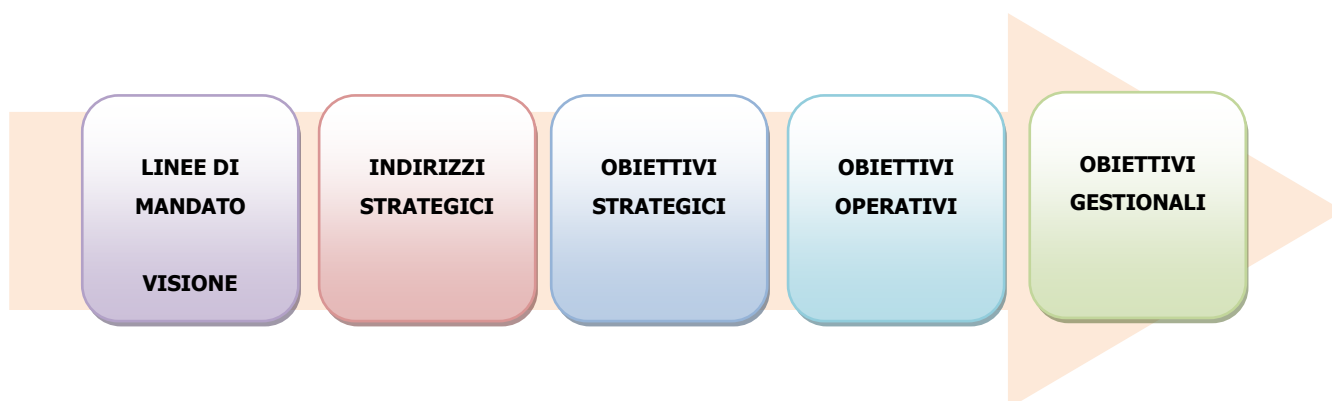 LINEE DI
MANDATO
VISIONE
INDIRIZZI
STRATEGICI
OBIETTIVI
STRATEGICI
OBIETTIVI
OPERATIVI
OBIETTIVI
GESTIONALI